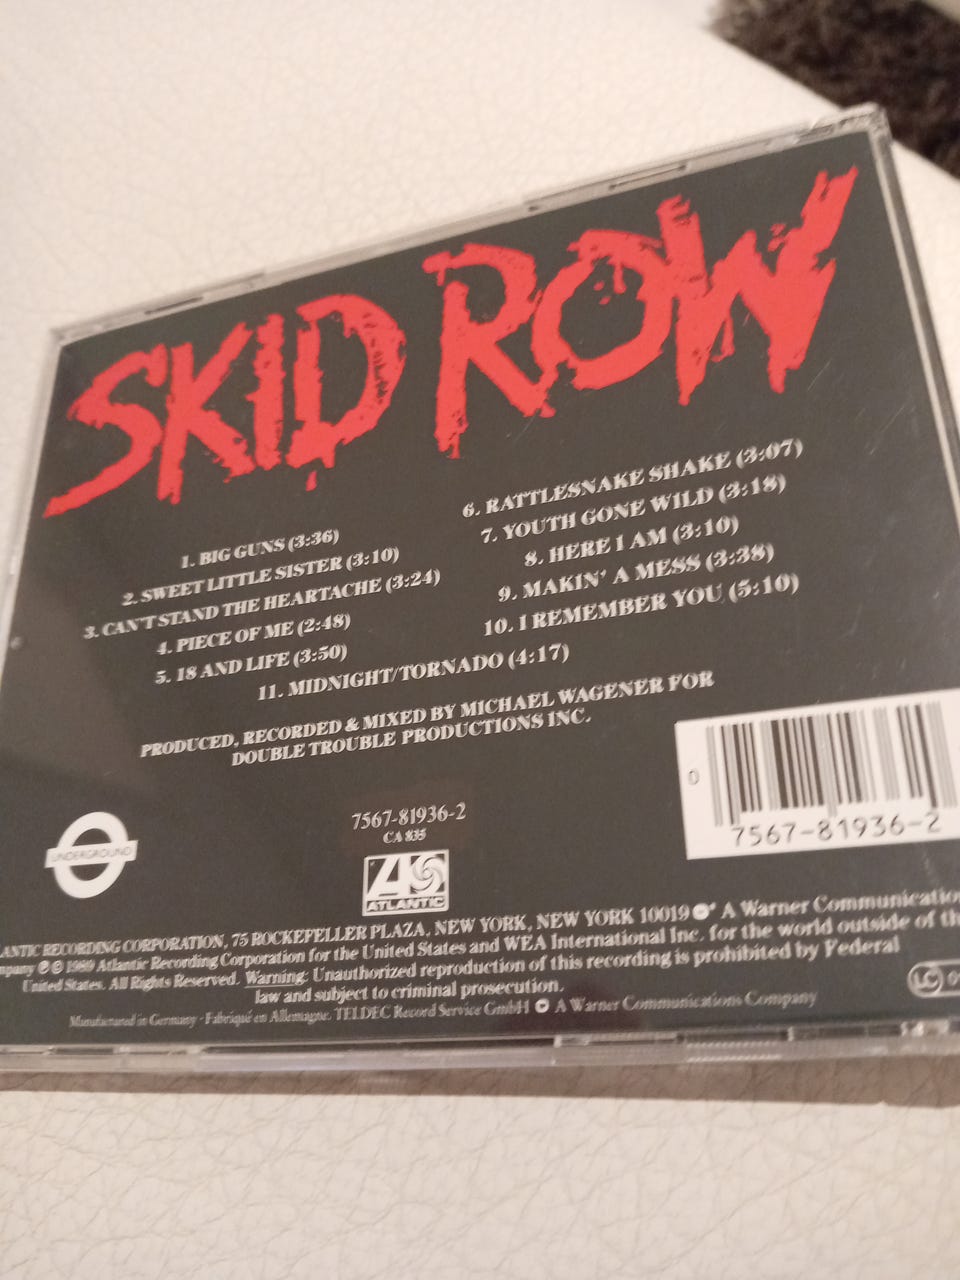 SKID ROW
1. BIG GUNS (3:36)
2. SWEET LITTLE SISTER (3:10)
3. CAN'T STAND THE HEARTACHE (3:24)
4. PIECE OF ME (2:48)
5. 18 AND LIFE (3:50)
6. RATTLESNAKE SHAKE (3:07)
7. YOUTH GONE WILD (3:18)
8. HERE I AM (3:10)
9. MAKIN' A MESS (3:38)
10. I REMEMBER YOU (5:10)
11. MIDNIGHT/TORNADO (4:17)
PRODUCED, RECORDED & MIXED BY MICHAEL WAGENER FOR
DOUBLE TROUBLE PRODUCTIONS INC.
0
7567-81936-2
UNDERGROUND
7567-81936-2
CA 835
ATLANTIC
ANTIC RECORDING CORPORATION, 75 ROCKEFELLER PLAZA, NEW YORK, NEW YORK 10019 A Warner Communicatio
mpany ℗ © 1989 Atlantic Recording Corporation for the United States and WEA International Inc. for the world outside of th
United States. All Rights Reserved. Warning: Unauthorized reproduction of this recording is prohibited by Federal
law and subject to criminal prosecution.
LC
Manufactured in Germany · Fabriqué en Allemagne. TELDEC Record Service GmbH A Warner Communications Company